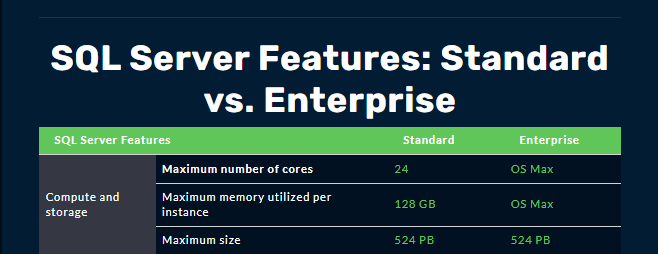 SQL Server Features: Standard
vs. Enterprise
SQL Server Features Standard Enterprise
Maximum number of cores 24 OS Max
Compute and
storage
Maximum memory utilized per
instance
128 GB OS Max
Maximum size 524 PB 524 PB